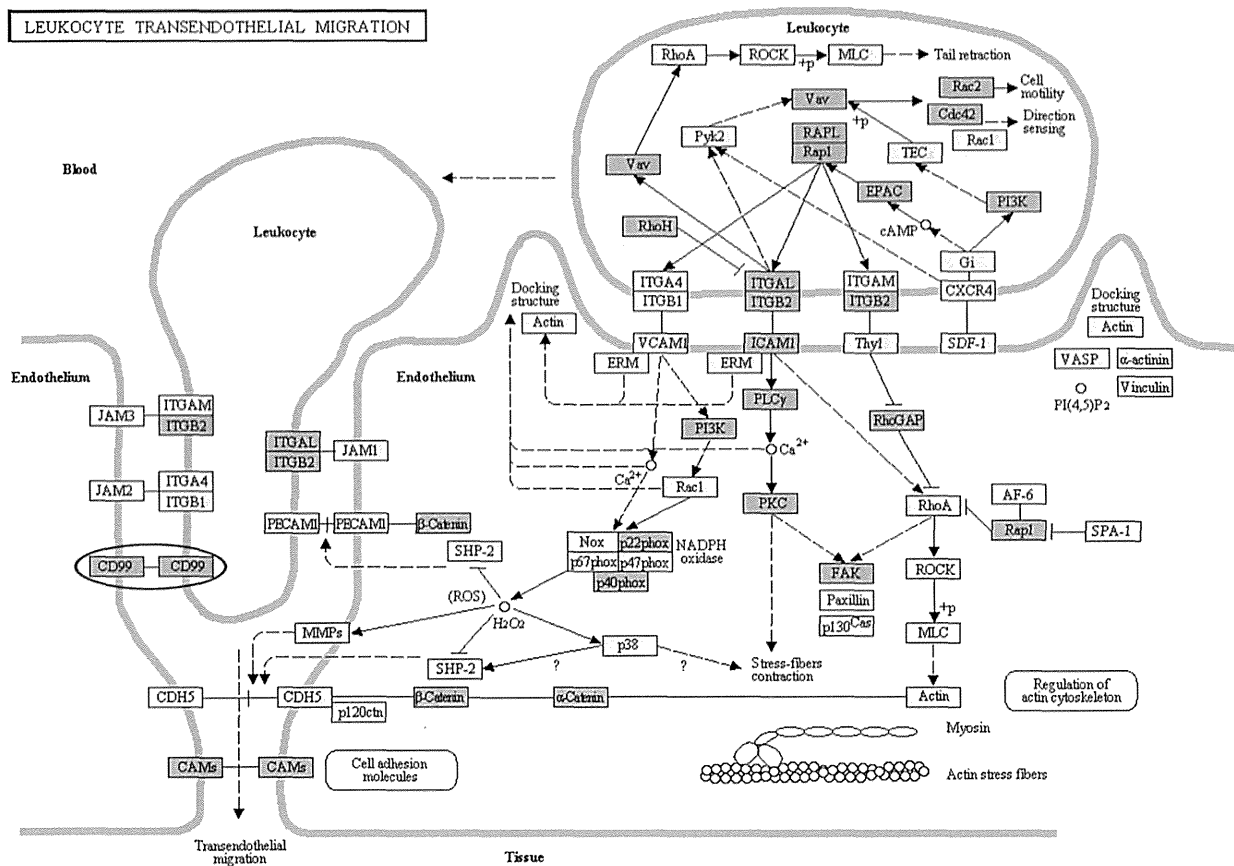 LEUKOCYTE TRANSENDOTHELIAL MIGRATION
Leukocyte
RhoA
ROCK
+p
MLC
Tail retraction
Rac2
Cell
motility
Vav
+p
Cdc42
Direction
sensing
Rac1
Pyk2
RAPL
Rap1
TEC
Vav
EPAC
PI3K
Blood
Leukocyte
RhoH
cAMP
Gi
ITGA4
ITGB1
ITGAL
ITGB2
ITGAM
ITGB2
CXCR4
Docking
structure
Actin
Docking
structure
Actin
VCAM1
ICAM1
Thy1
SDF-1
ERM
ERM
VASP
α-actinin
Vinculin
PI(4,5)P2
Endothelium
Endothelium
PLCγ
PI3K
RhoGAP
JAM3
ITGAM
ITGB2
ITGAL
ITGB2
JAM1
Ca2+
Ca2+
JAM2
ITGA4
ITGB1
Rac1
PKC
RhoA
AF-6
Rap1
SPA-1
PECAM1
PECAM1
β-Catenin
SHP-2
Nox
p22phox
p67phox
p47phox
p40phox
NADPH
oxidase
CD99
CD99
FAK
Paxillin
p130Cas
ROCK
+p
MLC
(ROS)
H2O2
MMPs
p38
SHP-2
?
?
Stress-fibers
contraction
CDH5
CDH5
p120ctn
β-Catenin
α-Catenin
Actin
Regulation of
actin cytoskeleton
Myosin
CAMs
CAMs
Cell adhesion
molecules
Actin stress fibers
Transendothelial
migration
Tissue